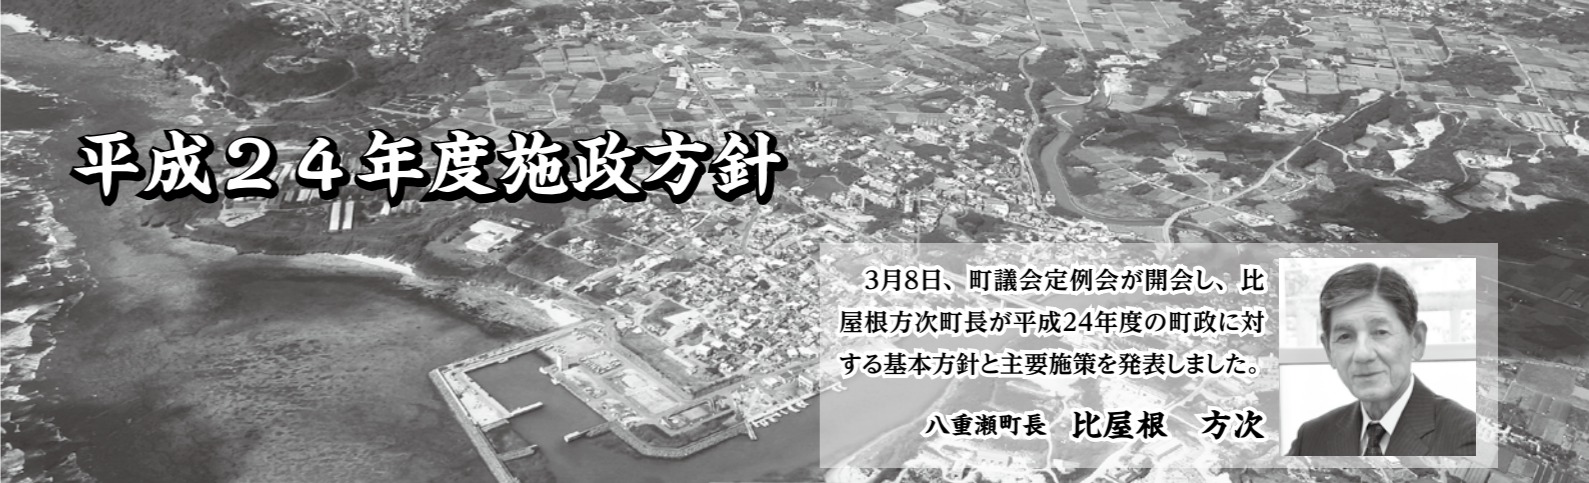 平成２４年度施政方針
3月8日、町議会定例会が開会し、比
屋根方次町長が平成24年度の町政に対
する基本方針と主要施策を発表しました。
八重瀬町長　比屋根　方次